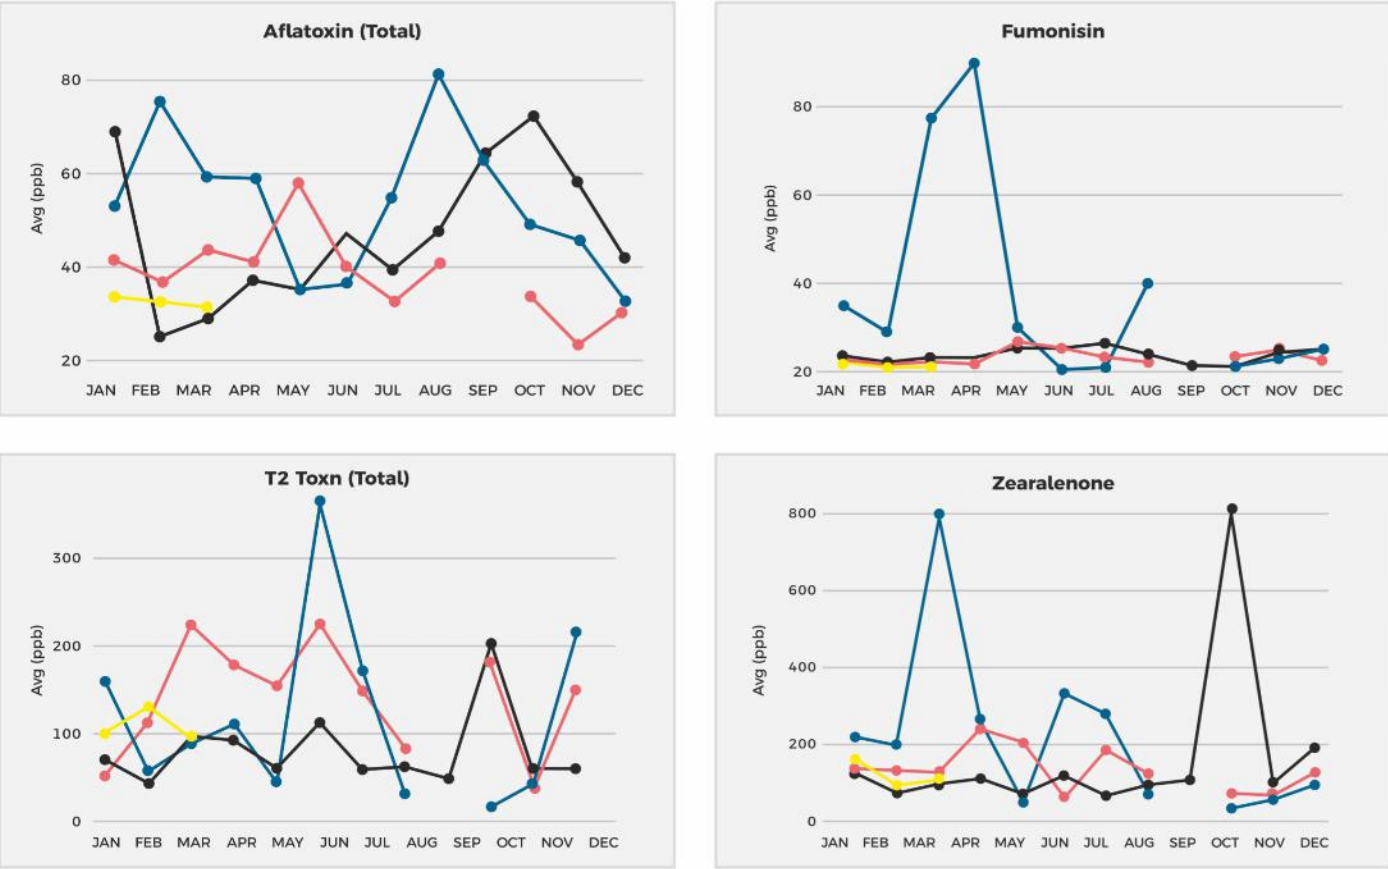 Aflatoxin (Total)
Avg (ppb)
80
60
40
20
JAN FEB MAR APR MAY JUN JUL AUG SEP OCT NOV DEC
Fumonisin
Avg (ppb)
80
60
40
20
JAN FEB MAR APR MAY JUN JUL AUG SEP OCT NOV DEC
T2 Toxn (Total)
Avg (ppb)
300
200
100
0
JAN FEB MAR APR MAY JUN JUL AUG SEP OCT NOV DEC
Zearalenone
Avg (ppb)
800
600
400
200
0
JAN FEB MAR APR MAY JUN JUL AUG SEP OCT NOV DEC